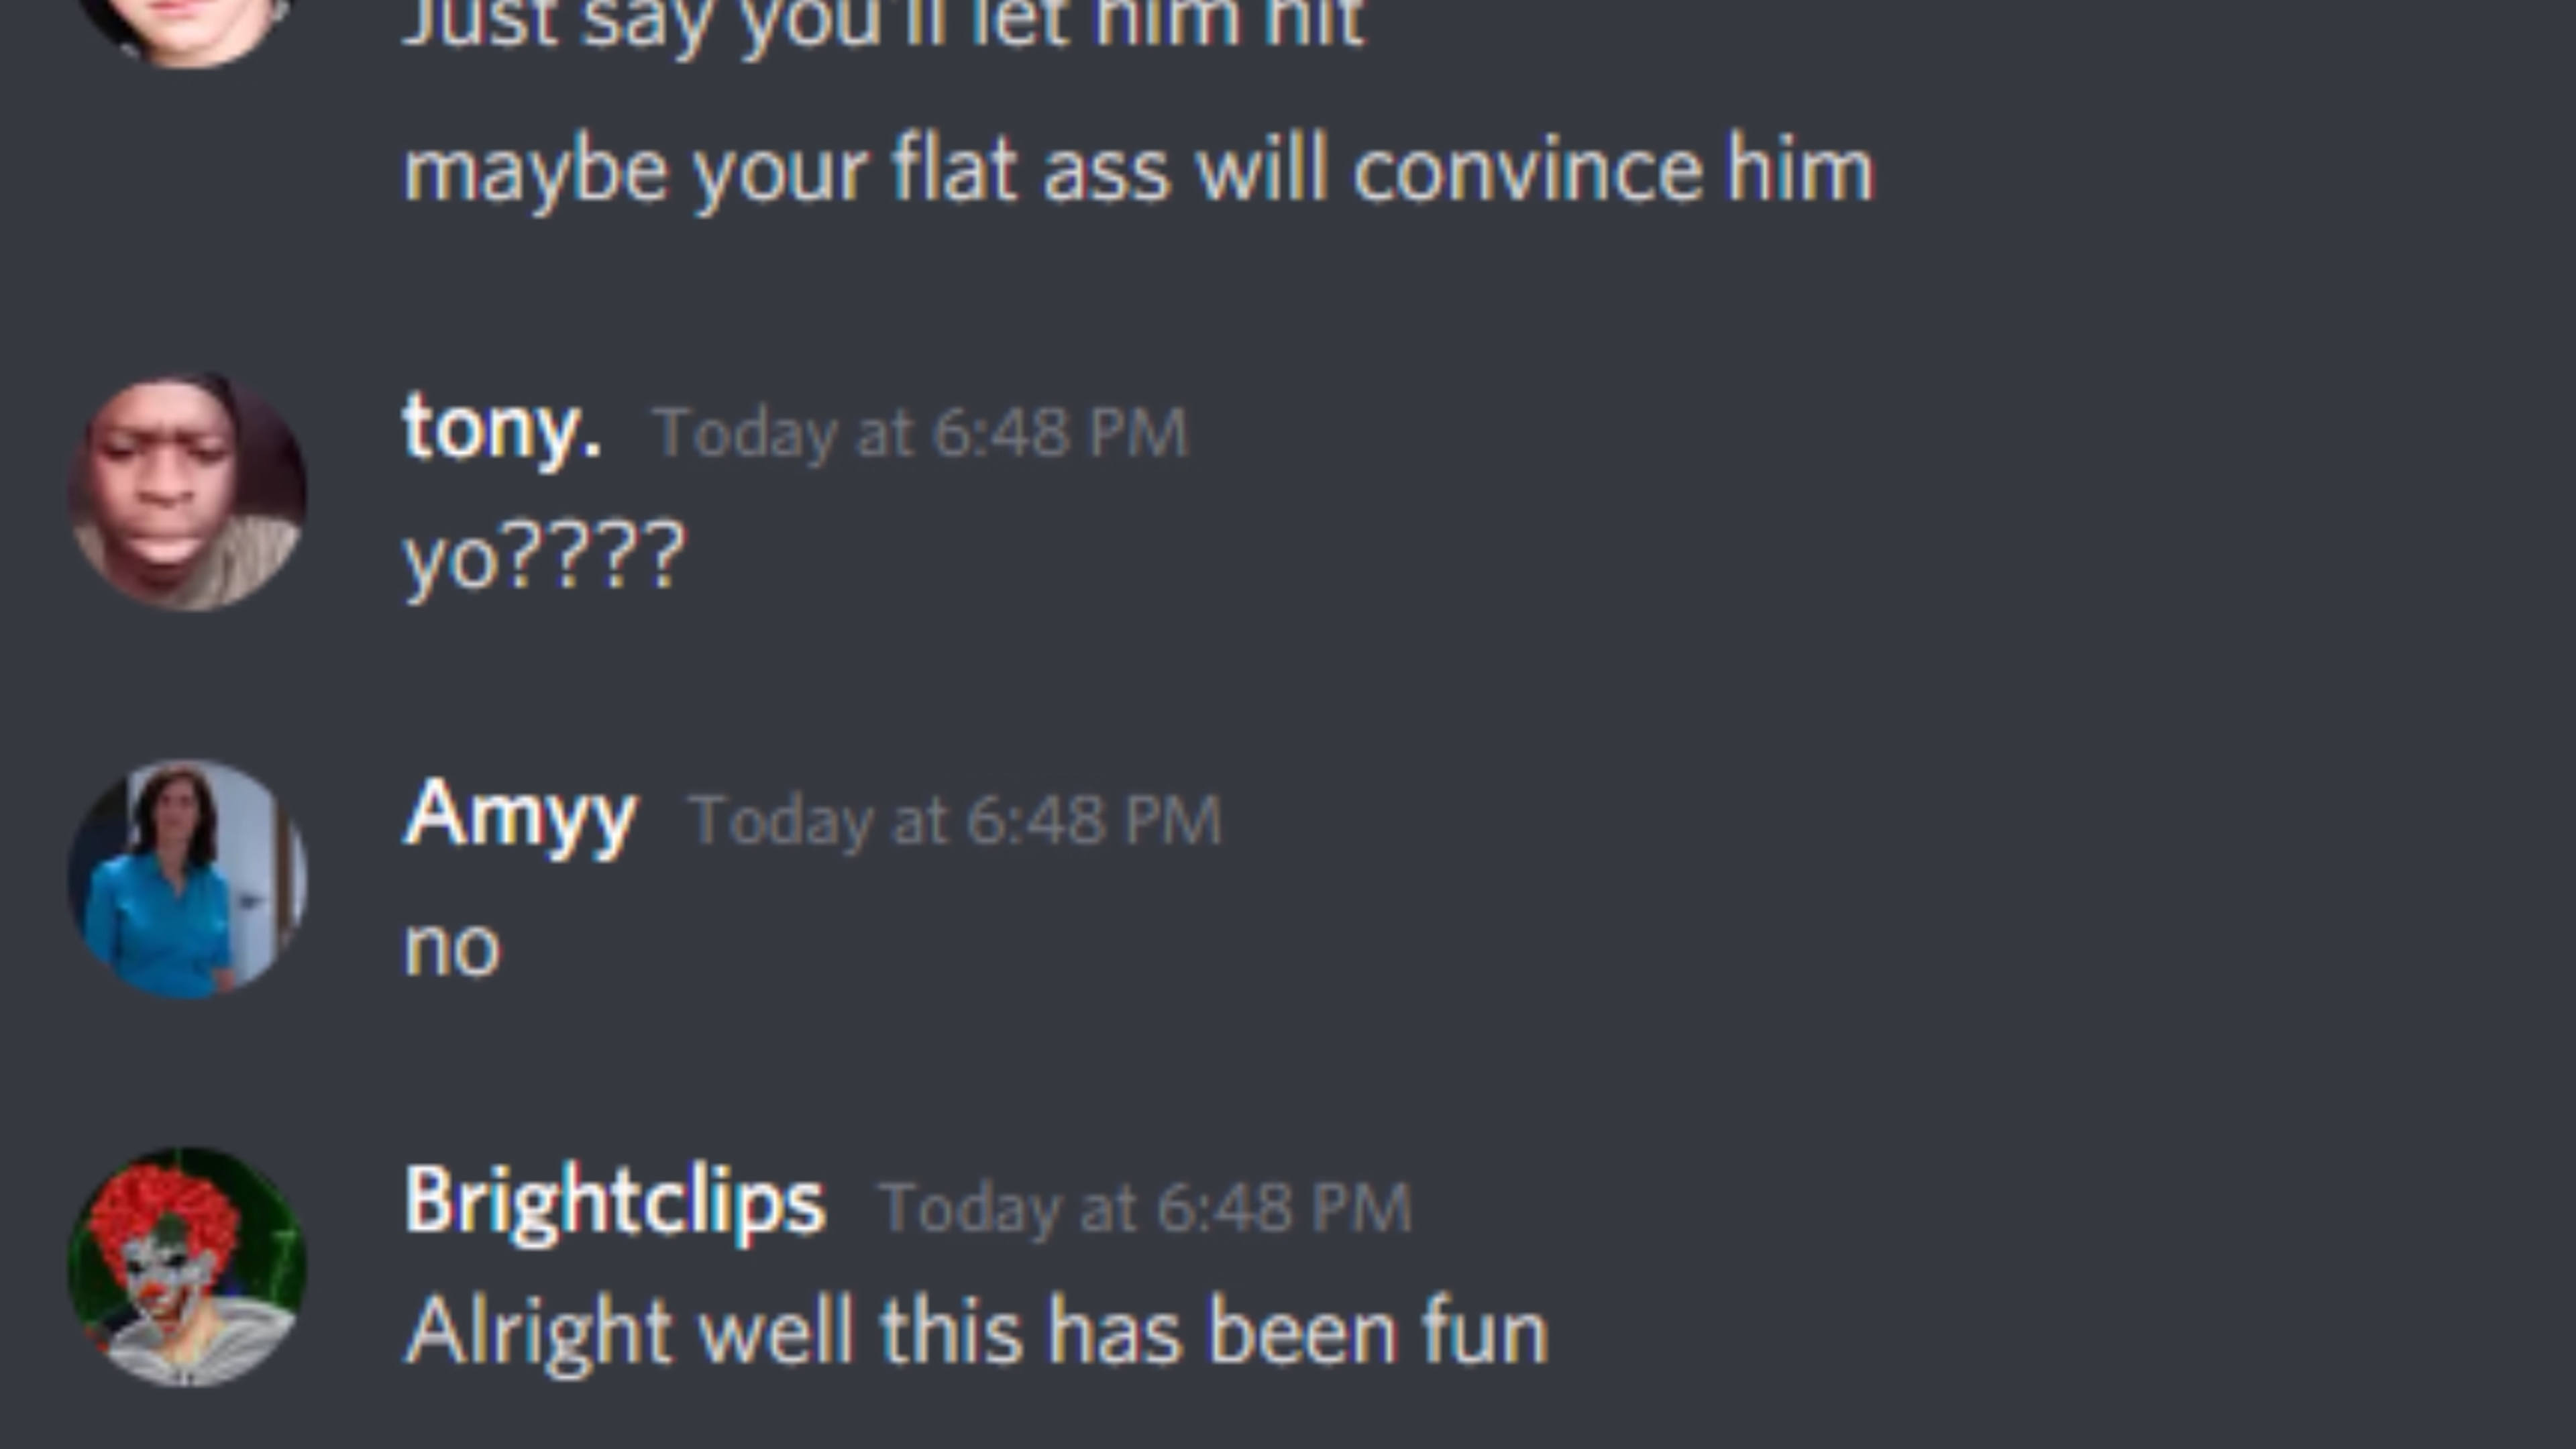 Just say you'll let him hit
maybe your flat ass will convince him
tony. Today at 6:48 PM
yo????
Amyy Today at 6:48 PM
no
Brightclips Today at 6:48 PM
Alright well this has been fun